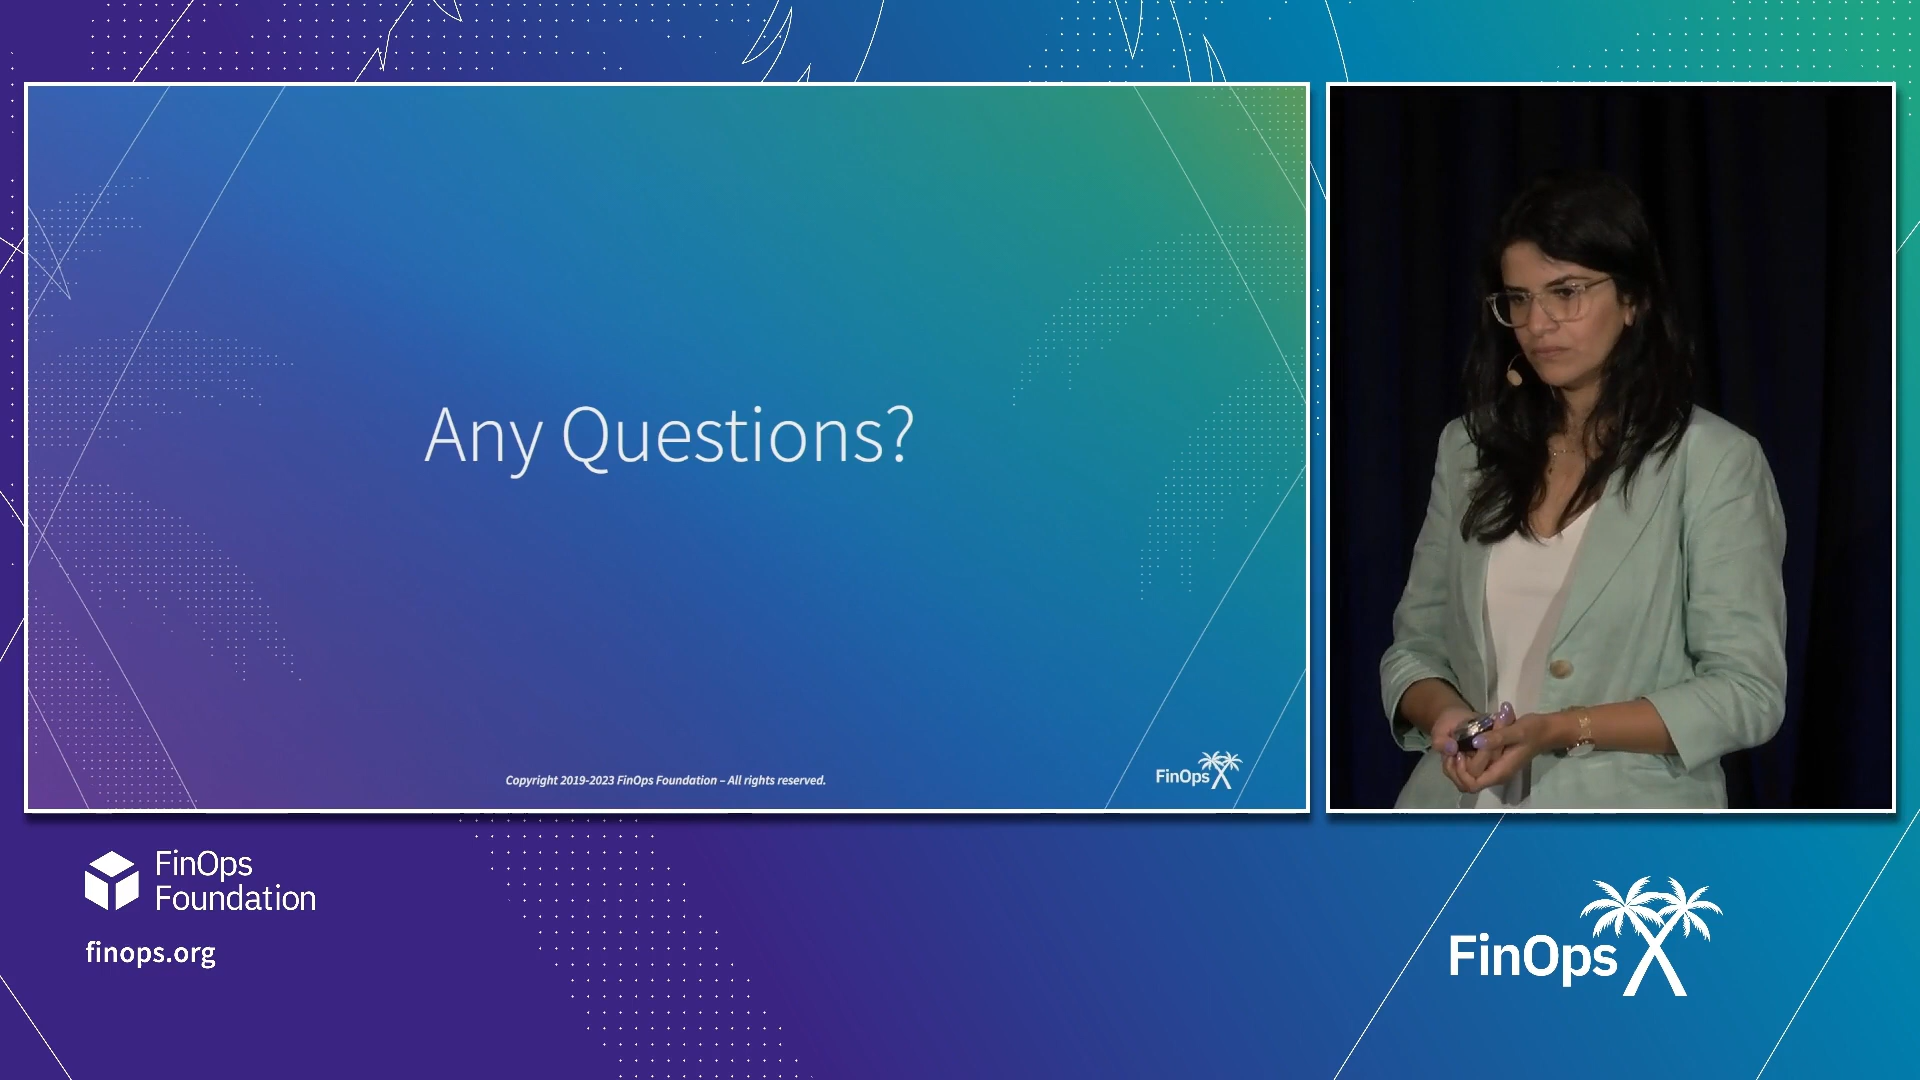 Any Questions?
Copyright 2019-2023 FinOps Foundation – All rights reserved.
FinOps X
FinOps
Foundation
finops.org
FinOps X